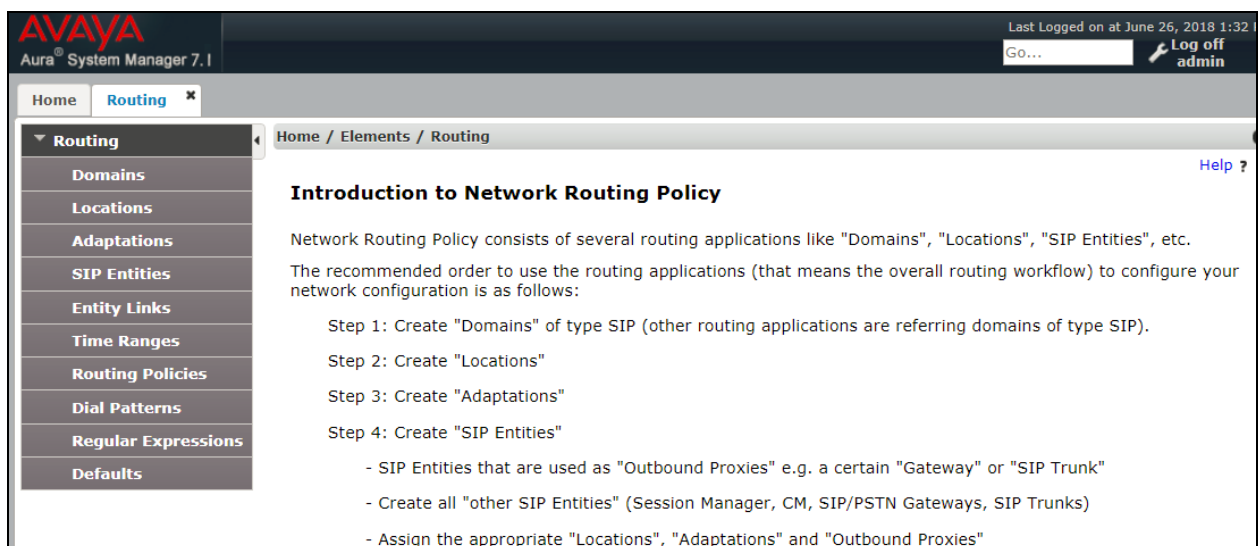 AVAYA
Aura® System Manager 7.1
Last Logged on at June 26, 2018 1:32
Go...
Log off
admin
Home
Routing ×
Routing
Domains
Locations
Adaptations
SIP Entities
Entity Links
Time Ranges
Routing Policies
Dial Patterns
Regular Expressions
Defaults
Home / Elements / Routing
Help ?
Introduction to Network Routing Policy
Network Routing Policy consists of several routing applications like "Domains", "Locations", "SIP Entities", etc.
The recommended order to use the routing applications (that means the overall routing workflow) to configure your
network configuration is as follows:
Step 1: Create "Domains" of type SIP (other routing applications are referring domains of type SIP).
Step 2: Create "Locations"
Step 3: Create "Adaptations"
Step 4: Create "SIP Entities"
- SIP Entities that are used as "Outbound Proxies" e.g. a certain "Gateway" or "SIP Trunk"
- Create all "other SIP Entities" (Session Manager, CM, SIP/PSTN Gateways, SIP Trunks)
- Assign the appropriate "Locations", "Adaptations" and "Outbound Proxies"